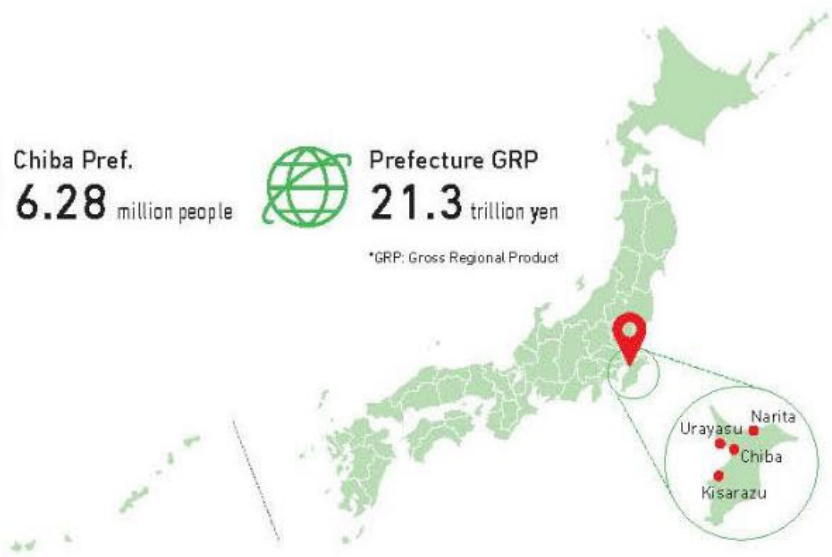 Chiba Pref.
6.28 million people
Prefecture GRP
21.3 trillion yen
*GRP: Gross Regional Product
Narita
Urayasu
Chiba
Kisarazu